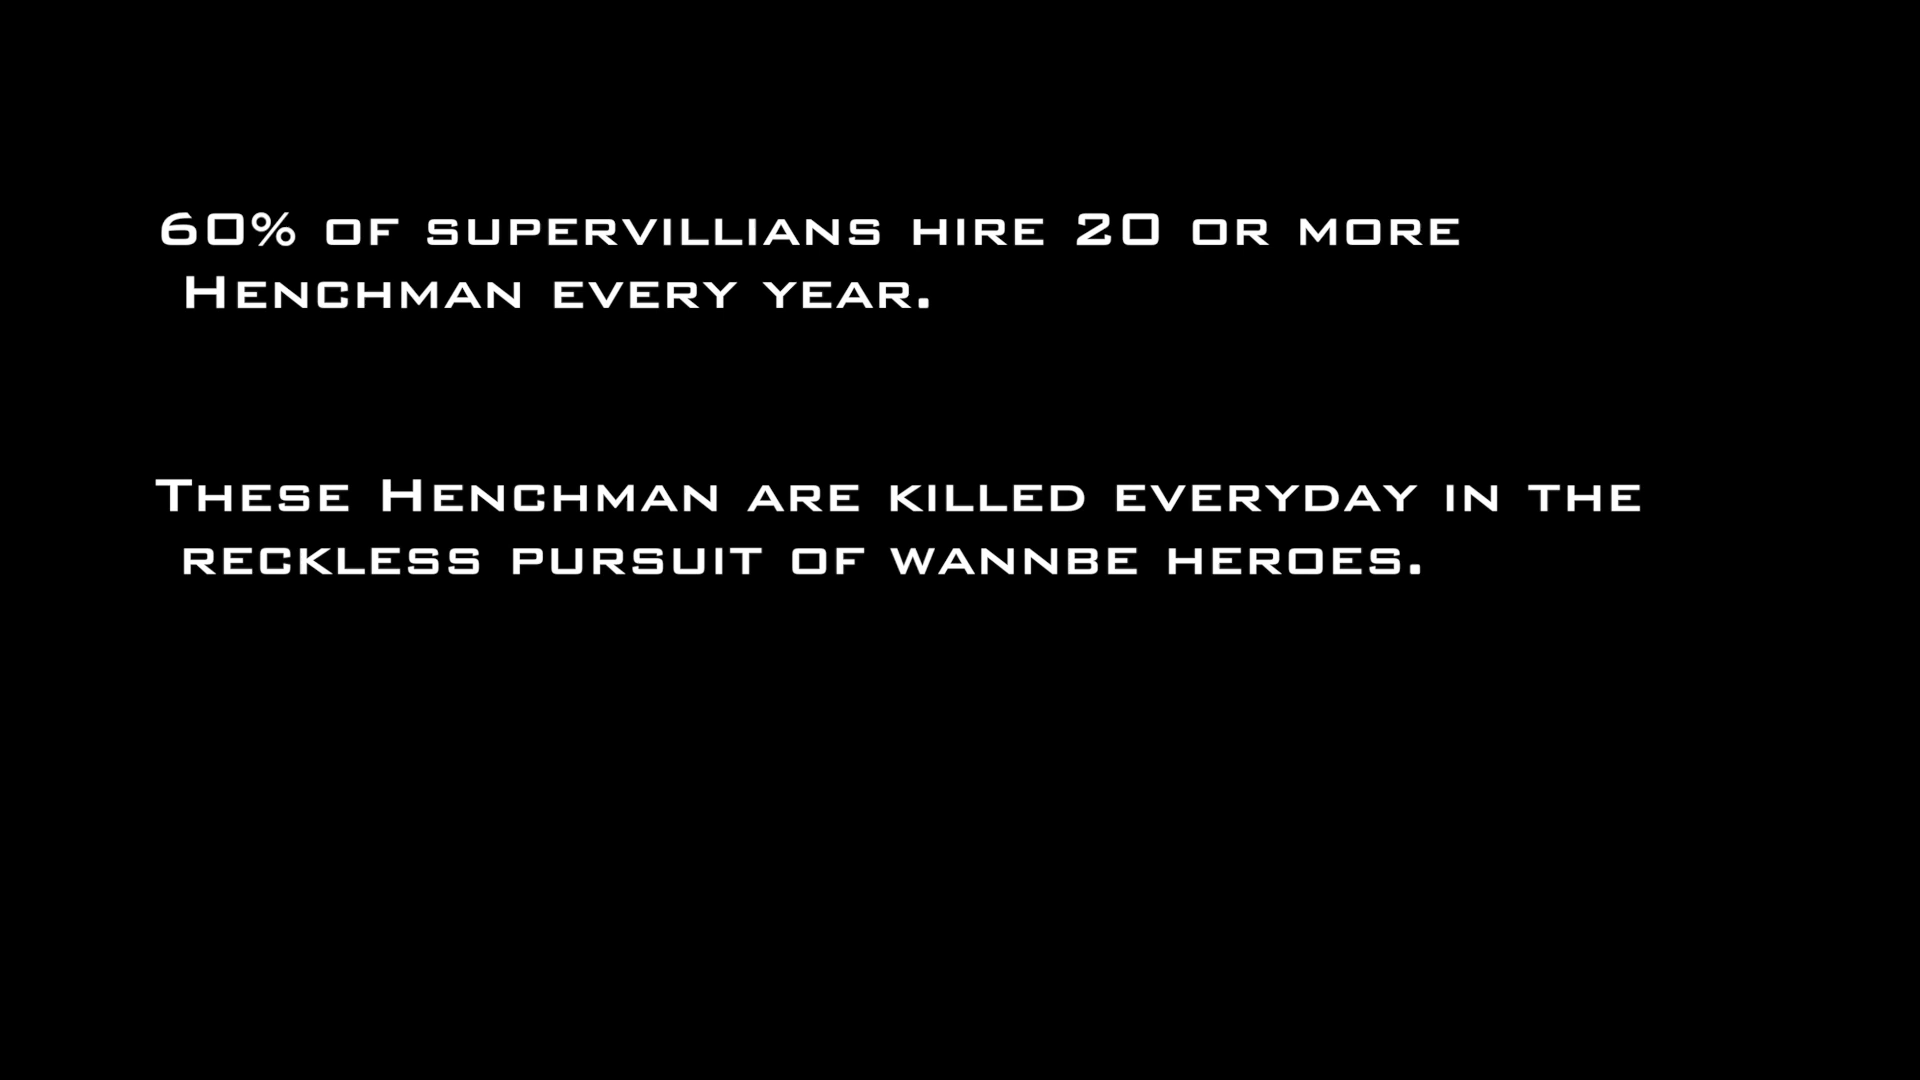 60% of supervillians hire 20 or more
Henchman every year.
These Henchman are killed everyday in the
reckless pursuit of wannbe heroes.